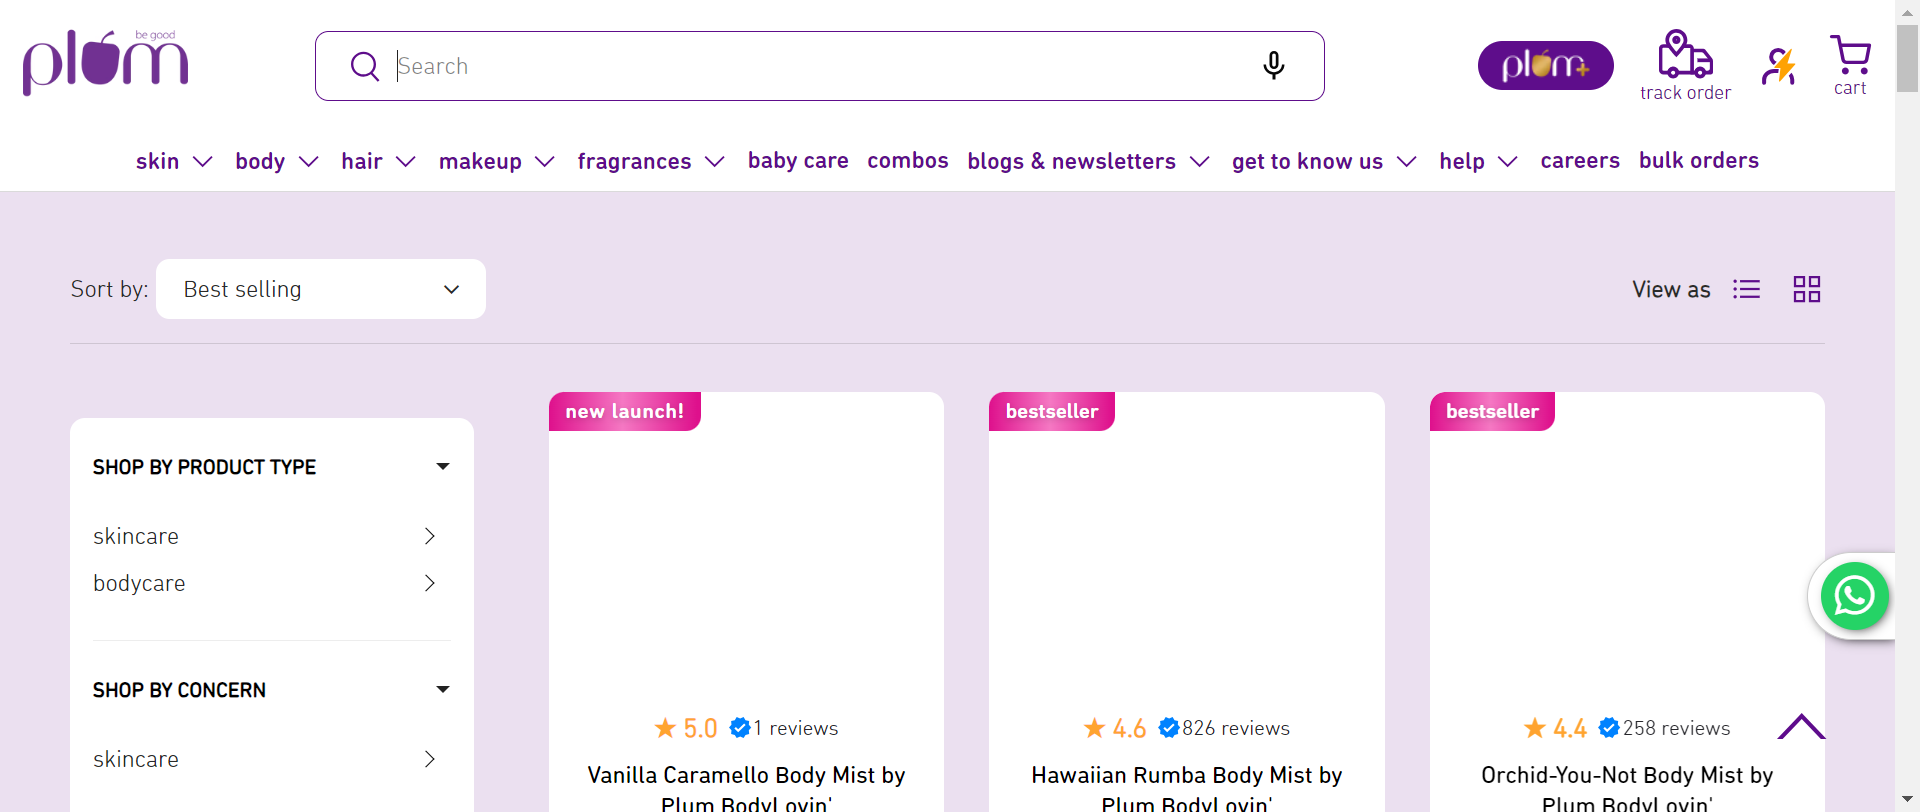 be good
plum
Search
plum+
track order
cart
skin
body
hair
makeup
fragrances
baby care
combos
blogs & newsletters
get to know us
help
careers
bulk orders
Sort by:
Best selling
View as
SHOP BY PRODUCT TYPE
skincare
bodycare
SHOP BY CONCERN
skincare
new launch!
5.0
1 reviews
Vanilla Caramello Body Mist by
Plum BodyLovin'
bestseller
4.6
826 reviews
Hawaiian Rumba Body Mist by
Plum BodyLovin'
bestseller
4.4
258 reviews
Orchid-You-Not Body Mist by
Plum BodyLovin'